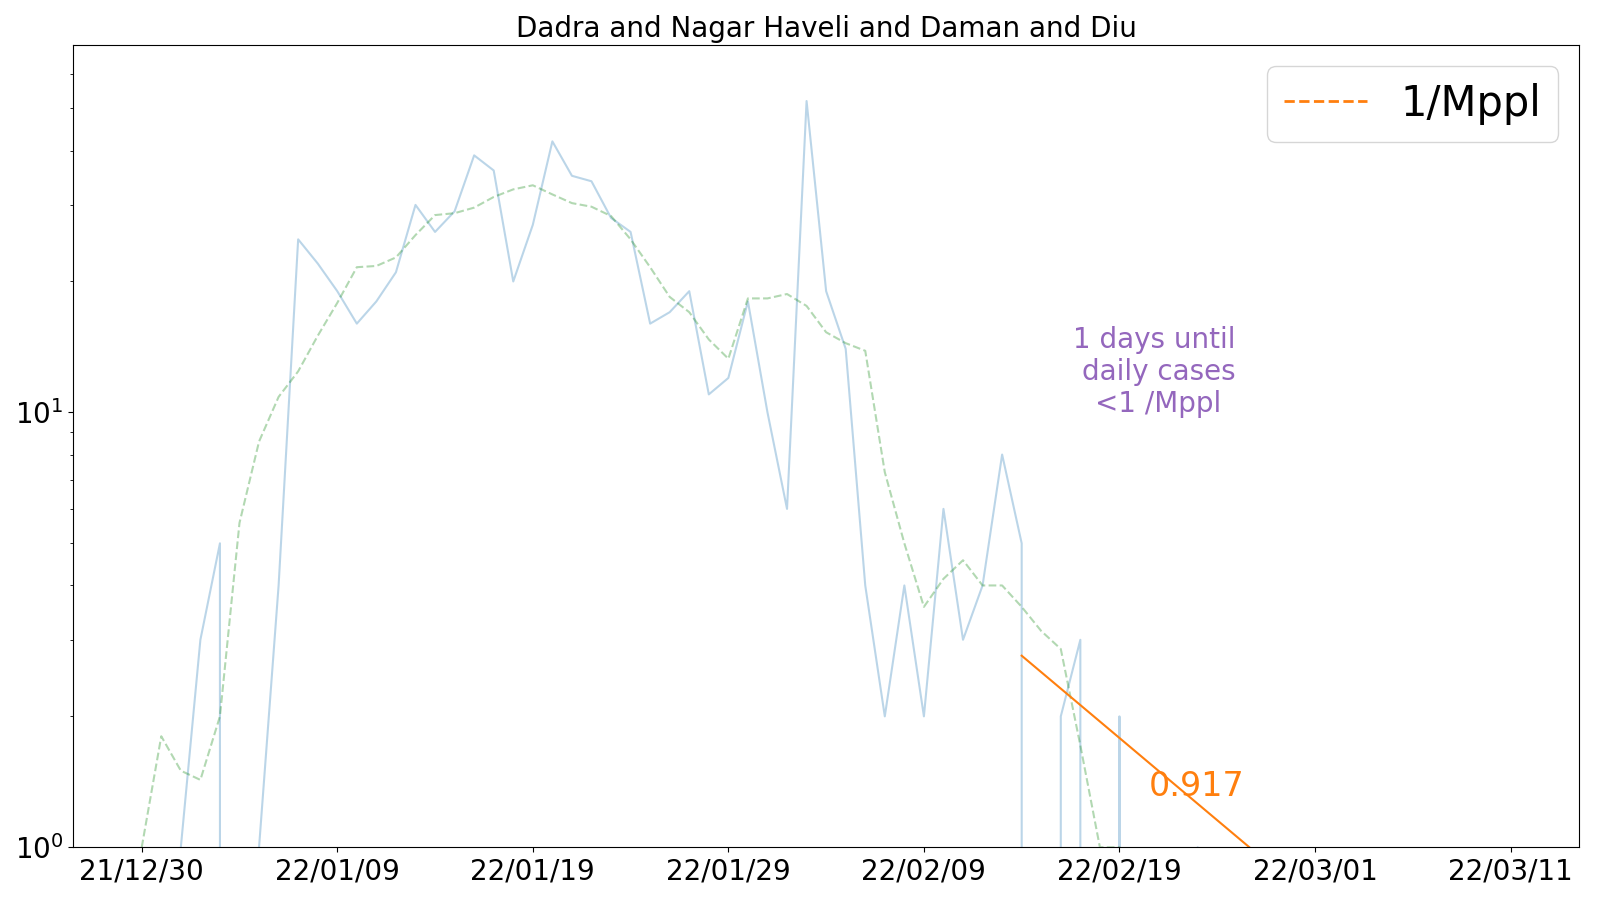 Dadra and Nagar Haveli and Daman and Diu
1/Mppl
1 days until
daily cases
<1 /Mppl
10¹
0.917
10⁰
21/12/30 22/01/09 22/01/19 22/01/29 22/02/09 22/02/19 22/03/01 22/03/11